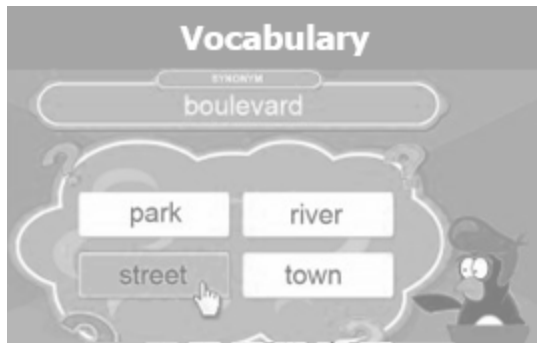 Vocabulary
SYNONYM
boulevard
park river
street town